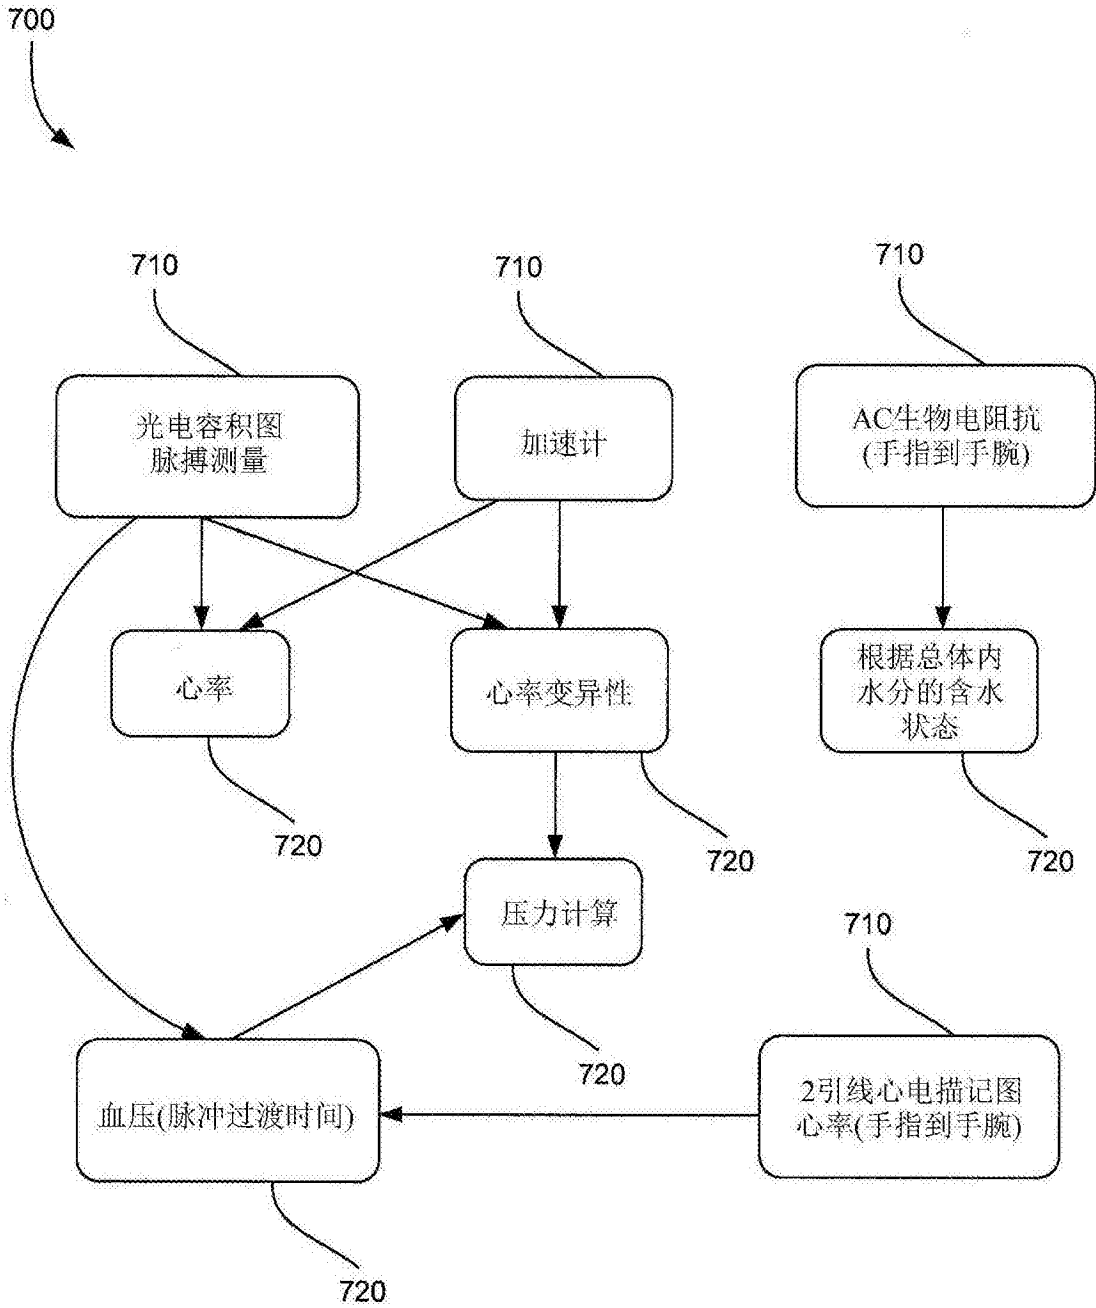 700
710
710
710
光电容积图
脉搏测量
加速计
AC生物电阻抗
(手指到手腕)
心率
心率变异性
根据总体内
水分的含水
状态
720
720
720
压力计算
710
720
血压(脉冲过渡时间)
2引线心电描记图
心率(手指到手腕)
720